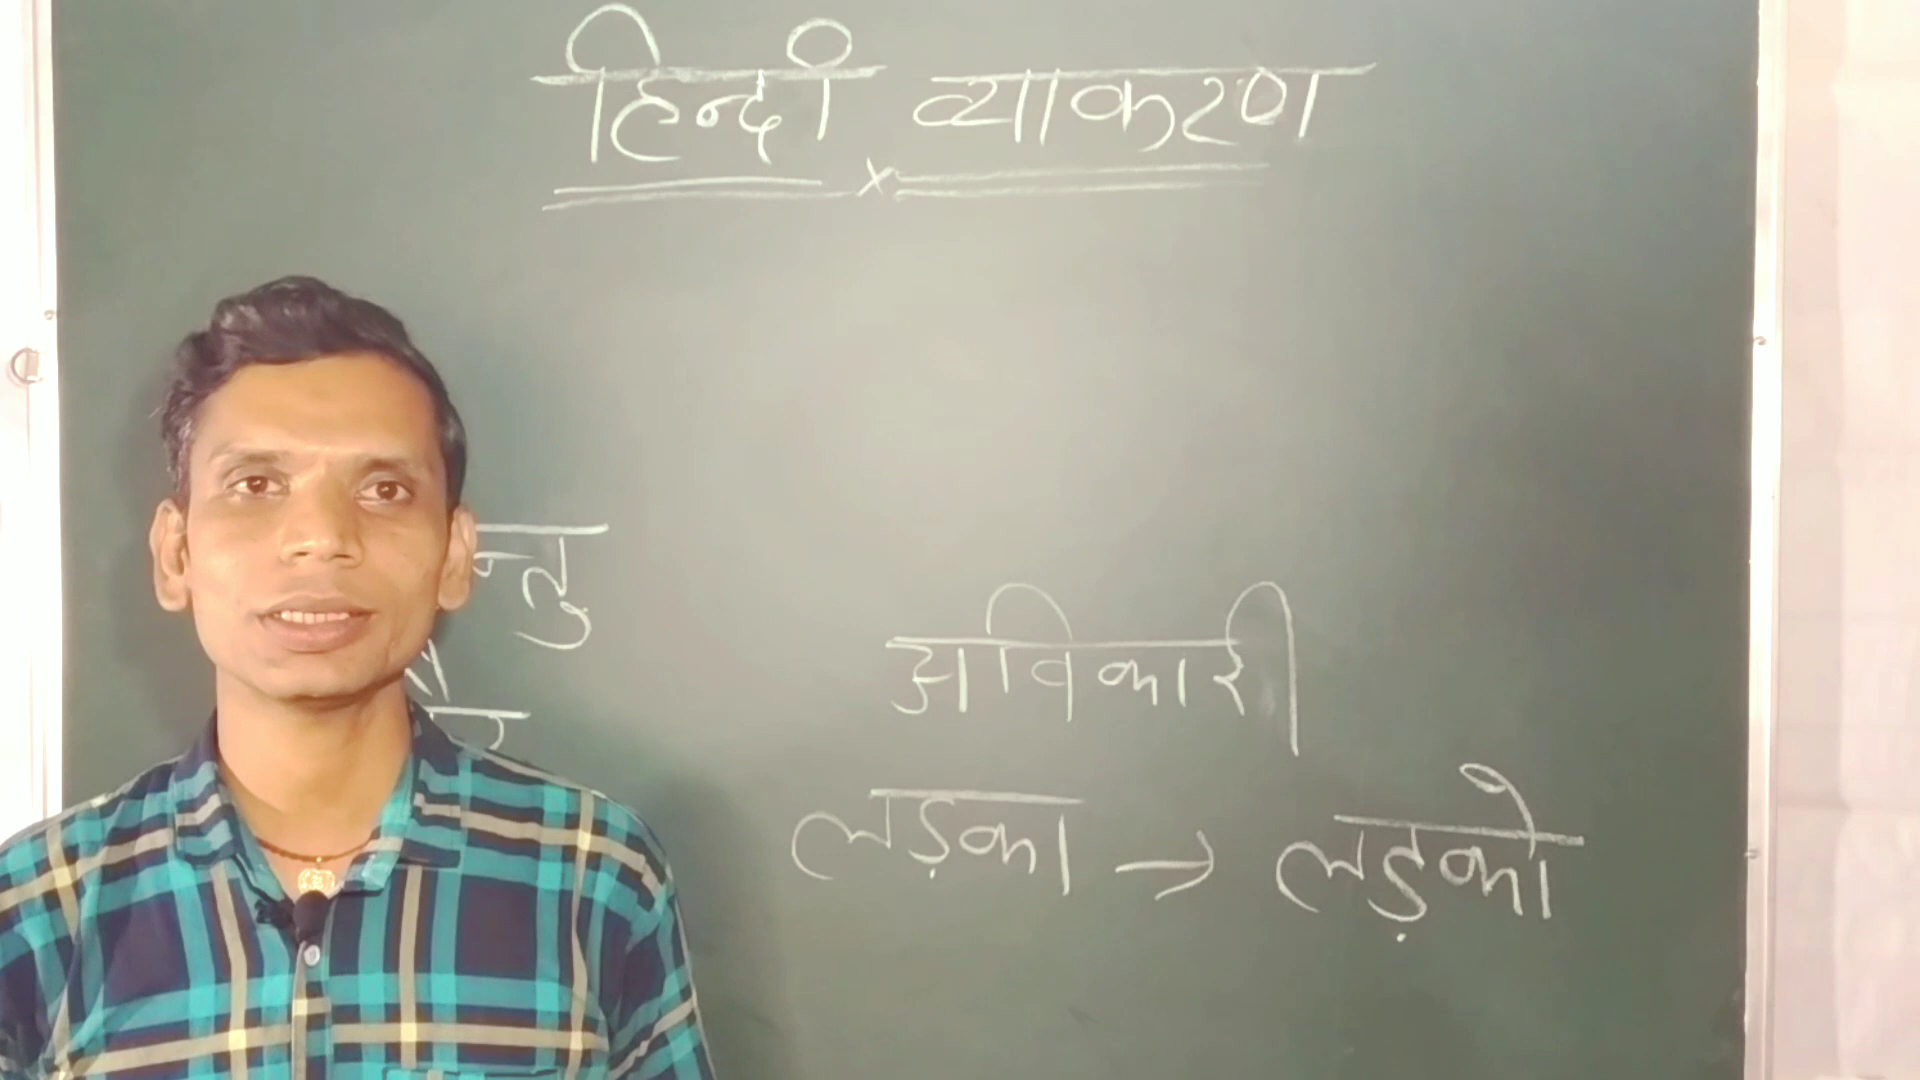 हिन्दी व्याकरण
अविकारी
लड़का → लड़को